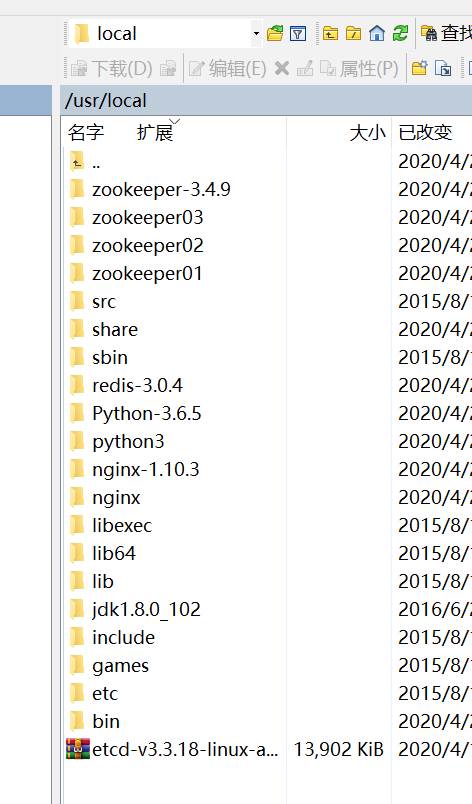 local 查找
下载(D) 编辑(E) 属性(P)
/usr/local
名字 扩展 大小 已改变
.. 2020/4/2
zookeeper-3.4.9 2020/4/2
zookeeper03 2020/4/2
zookeeper02 2020/4/2
zookeeper01 2020/4/2
src 2015/8/1
share 2020/4/2
sbin 2015/8/1
redis-3.0.4 2020/4/2
Python-3.6.5 2020/4/2
python3 2020/4/2
nginx-1.10.3 2020/4/2
nginx 2020/4/2
libexec 2015/8/1
lib64 2015/8/1
lib 2015/8/1
jdk1.8.0_102 2016/6/2
include 2015/8/1
games 2015/8/1
etc 2015/8/1
bin 2020/4/2
etcd-v3.3.18-linux-a... 13,902 KiB 2020/4/1